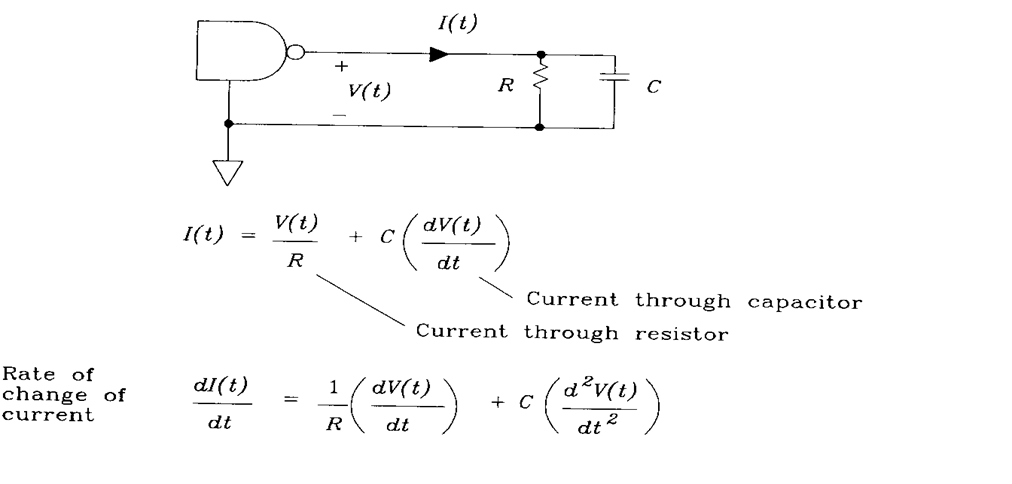 I(t)
+
V(t)
−
R
C
I(t) = V(t)/R + C(dV(t)/dt)
Current through capacitor
Current through resistor
Rate of
change of
current
dI(t)/dt = 1/R(dV(t)/dt) + C(d²V(t)/dt²)